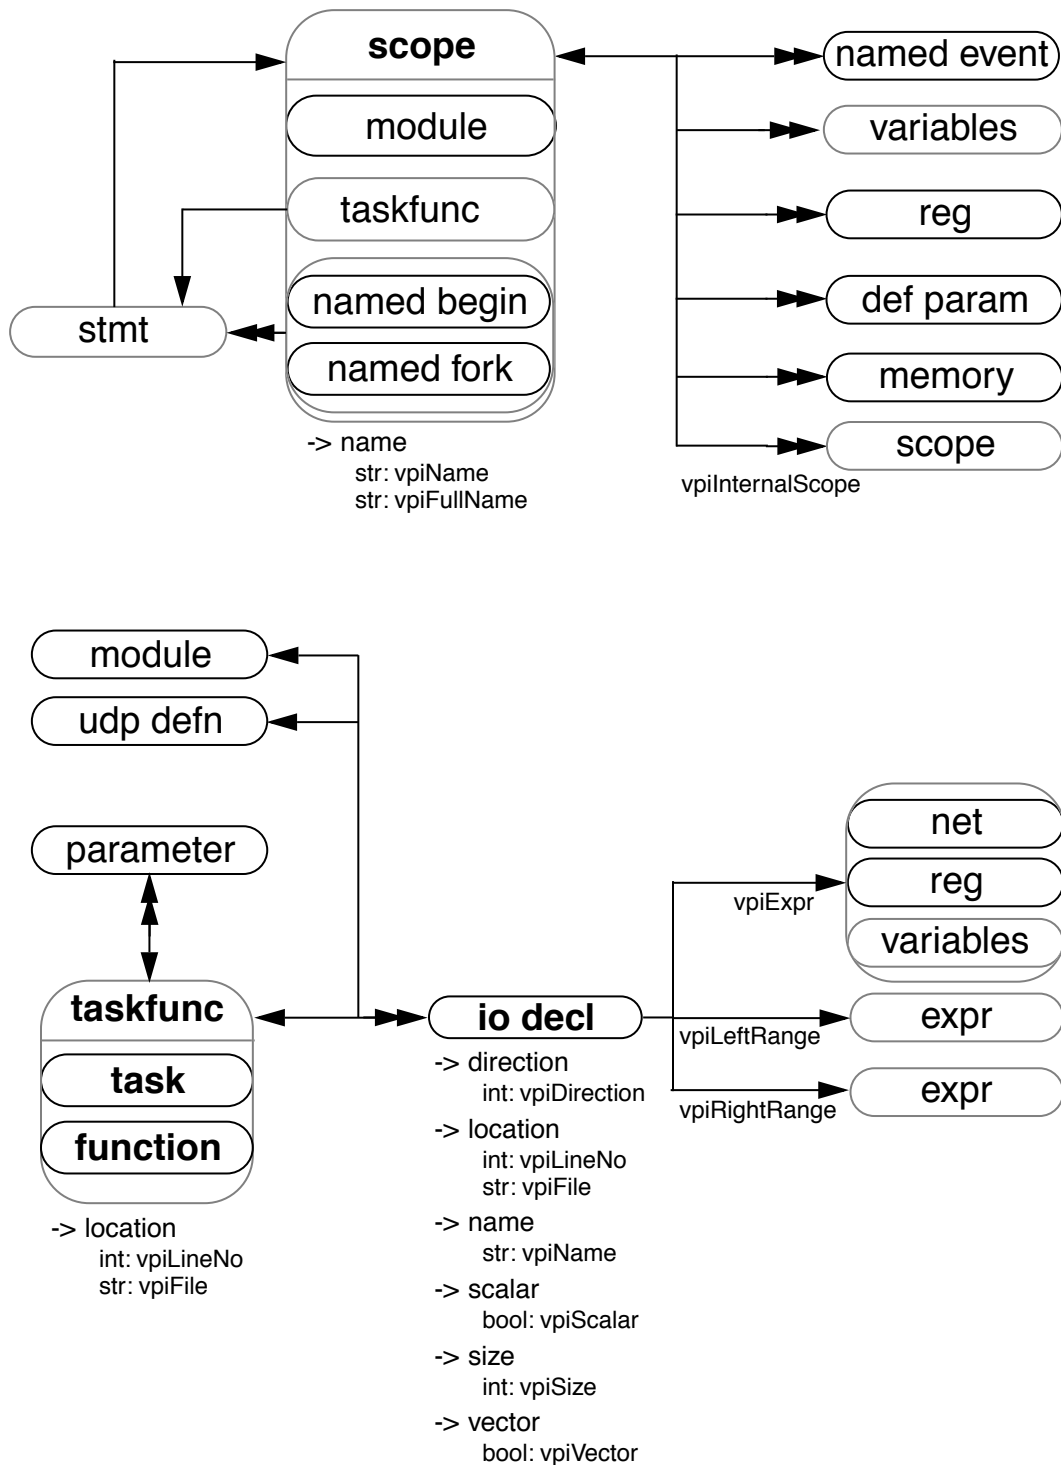 scope
module
taskfunc
named begin
named fork
stmt
-> name
str: vpiName
str: vpiFullName
named event
variables
reg
def param
memory
scope
vpiInternalScope
module
udp defn
parameter
taskfunc
task
function
-> location
int: vpiLineNo
str: vpiFile
io decl
-> direction
int: vpiDirection
-> location
int: vpiLineNo
str: vpiFile
-> name
str: vpiName
-> scalar
bool: vpiScalar
-> size
int: vpiSize
-> vector
bool: vpiVector
vpiExpr
net
reg
variables
vpiLeftRange
expr
vpiRightRange
expr